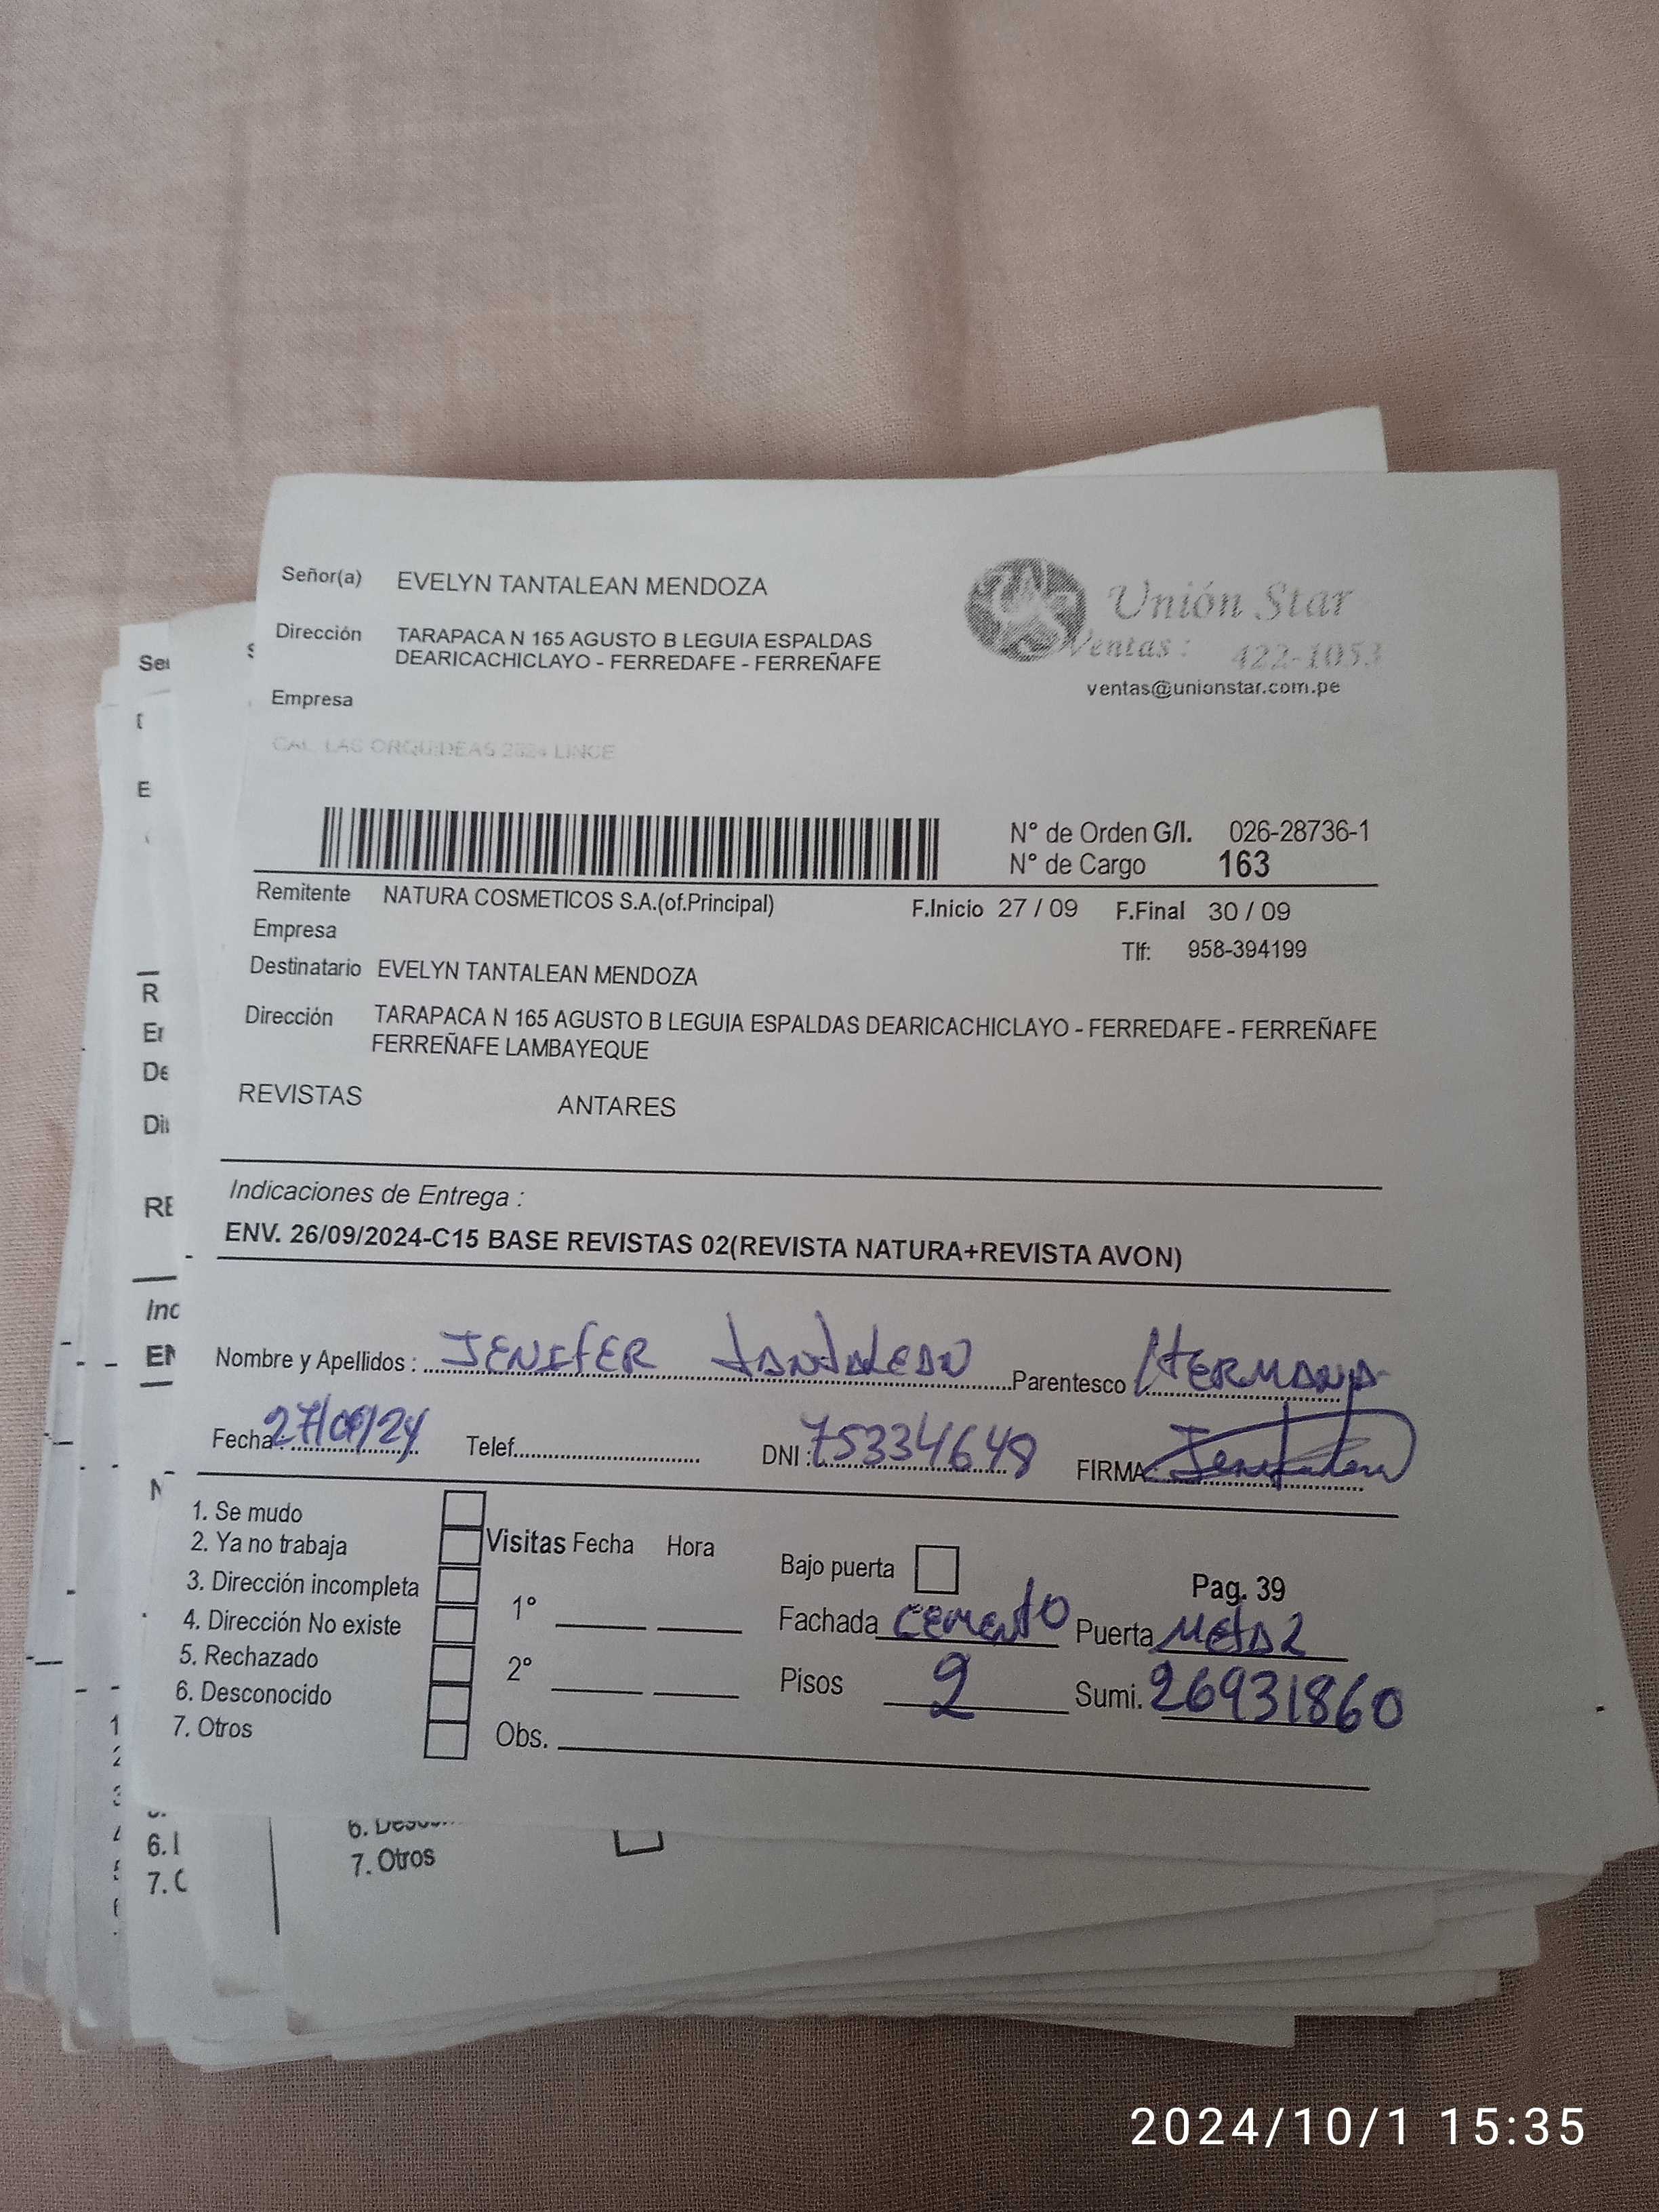 Señor(a) EVELYN TANTALEAN MENDOZA
Unión Star
Dirección TARAPACA N 165 AGUSTO B LEGUIA ESPALDAS
DEARICACHICLAYO - FERREDAFE - FERREÑAFE
Ventas: 422-1053
ventas@unionstar.com.pe
Empresa
CAL. LAS ORQUIDEAS 2624 LINCE
N° de Orden G/I. 026-28736-1
N° de Cargo 163
Remitente NATURA COSMETICOS S.A.(of.Principal) F.Inicio 27 / 09 F.Final 30 / 09
Empresa
Tlf: 958-394199
Destinatario EVELYN TANTALEAN MENDOZA
Dirección TARAPACA N 165 AGUSTO B LEGUIA ESPALDAS DEARICACHICLAYO - FERREDAFE - FERREÑAFE
FERREÑAFE LAMBAYEQUE
REVISTAS ANTARES
Indicaciones de Entrega :
ENV. 26/09/2024-C15 BASE REVISTAS 02(REVISTA NATURA+REVISTA AVON)
Nombre y Apellidos : JENIFER TANTALEAN Parentesco HERMANA
Fecha: 27/09/24 Telef. DNI : 75334648 FIRMA
1. Se mudo
2. Ya no trabaja Visitas Fecha Hora
3. Dirección incompleta Bajo puerta Pag. 39
4. Dirección No existe 1° Fachada CEMENTO Puerta METAL
5. Rechazado
6. Desconocido 2° Pisos 2 Sumi. 26931860
7. Otros Obs.
7. Otros
2024/10/1 15:35